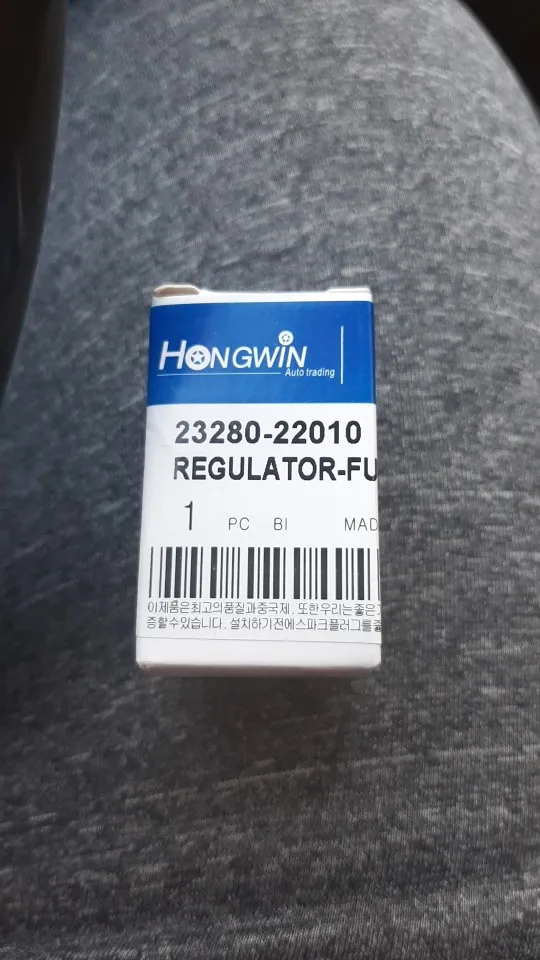 HONGWIN
Auto trading
23280-22010
REGULATOR-FU
1 PC BI MAD
이제품은최고의품질과중국제. 또한우리는좋은
증할수있습니다. 설치하기전에스파크플러그를좋